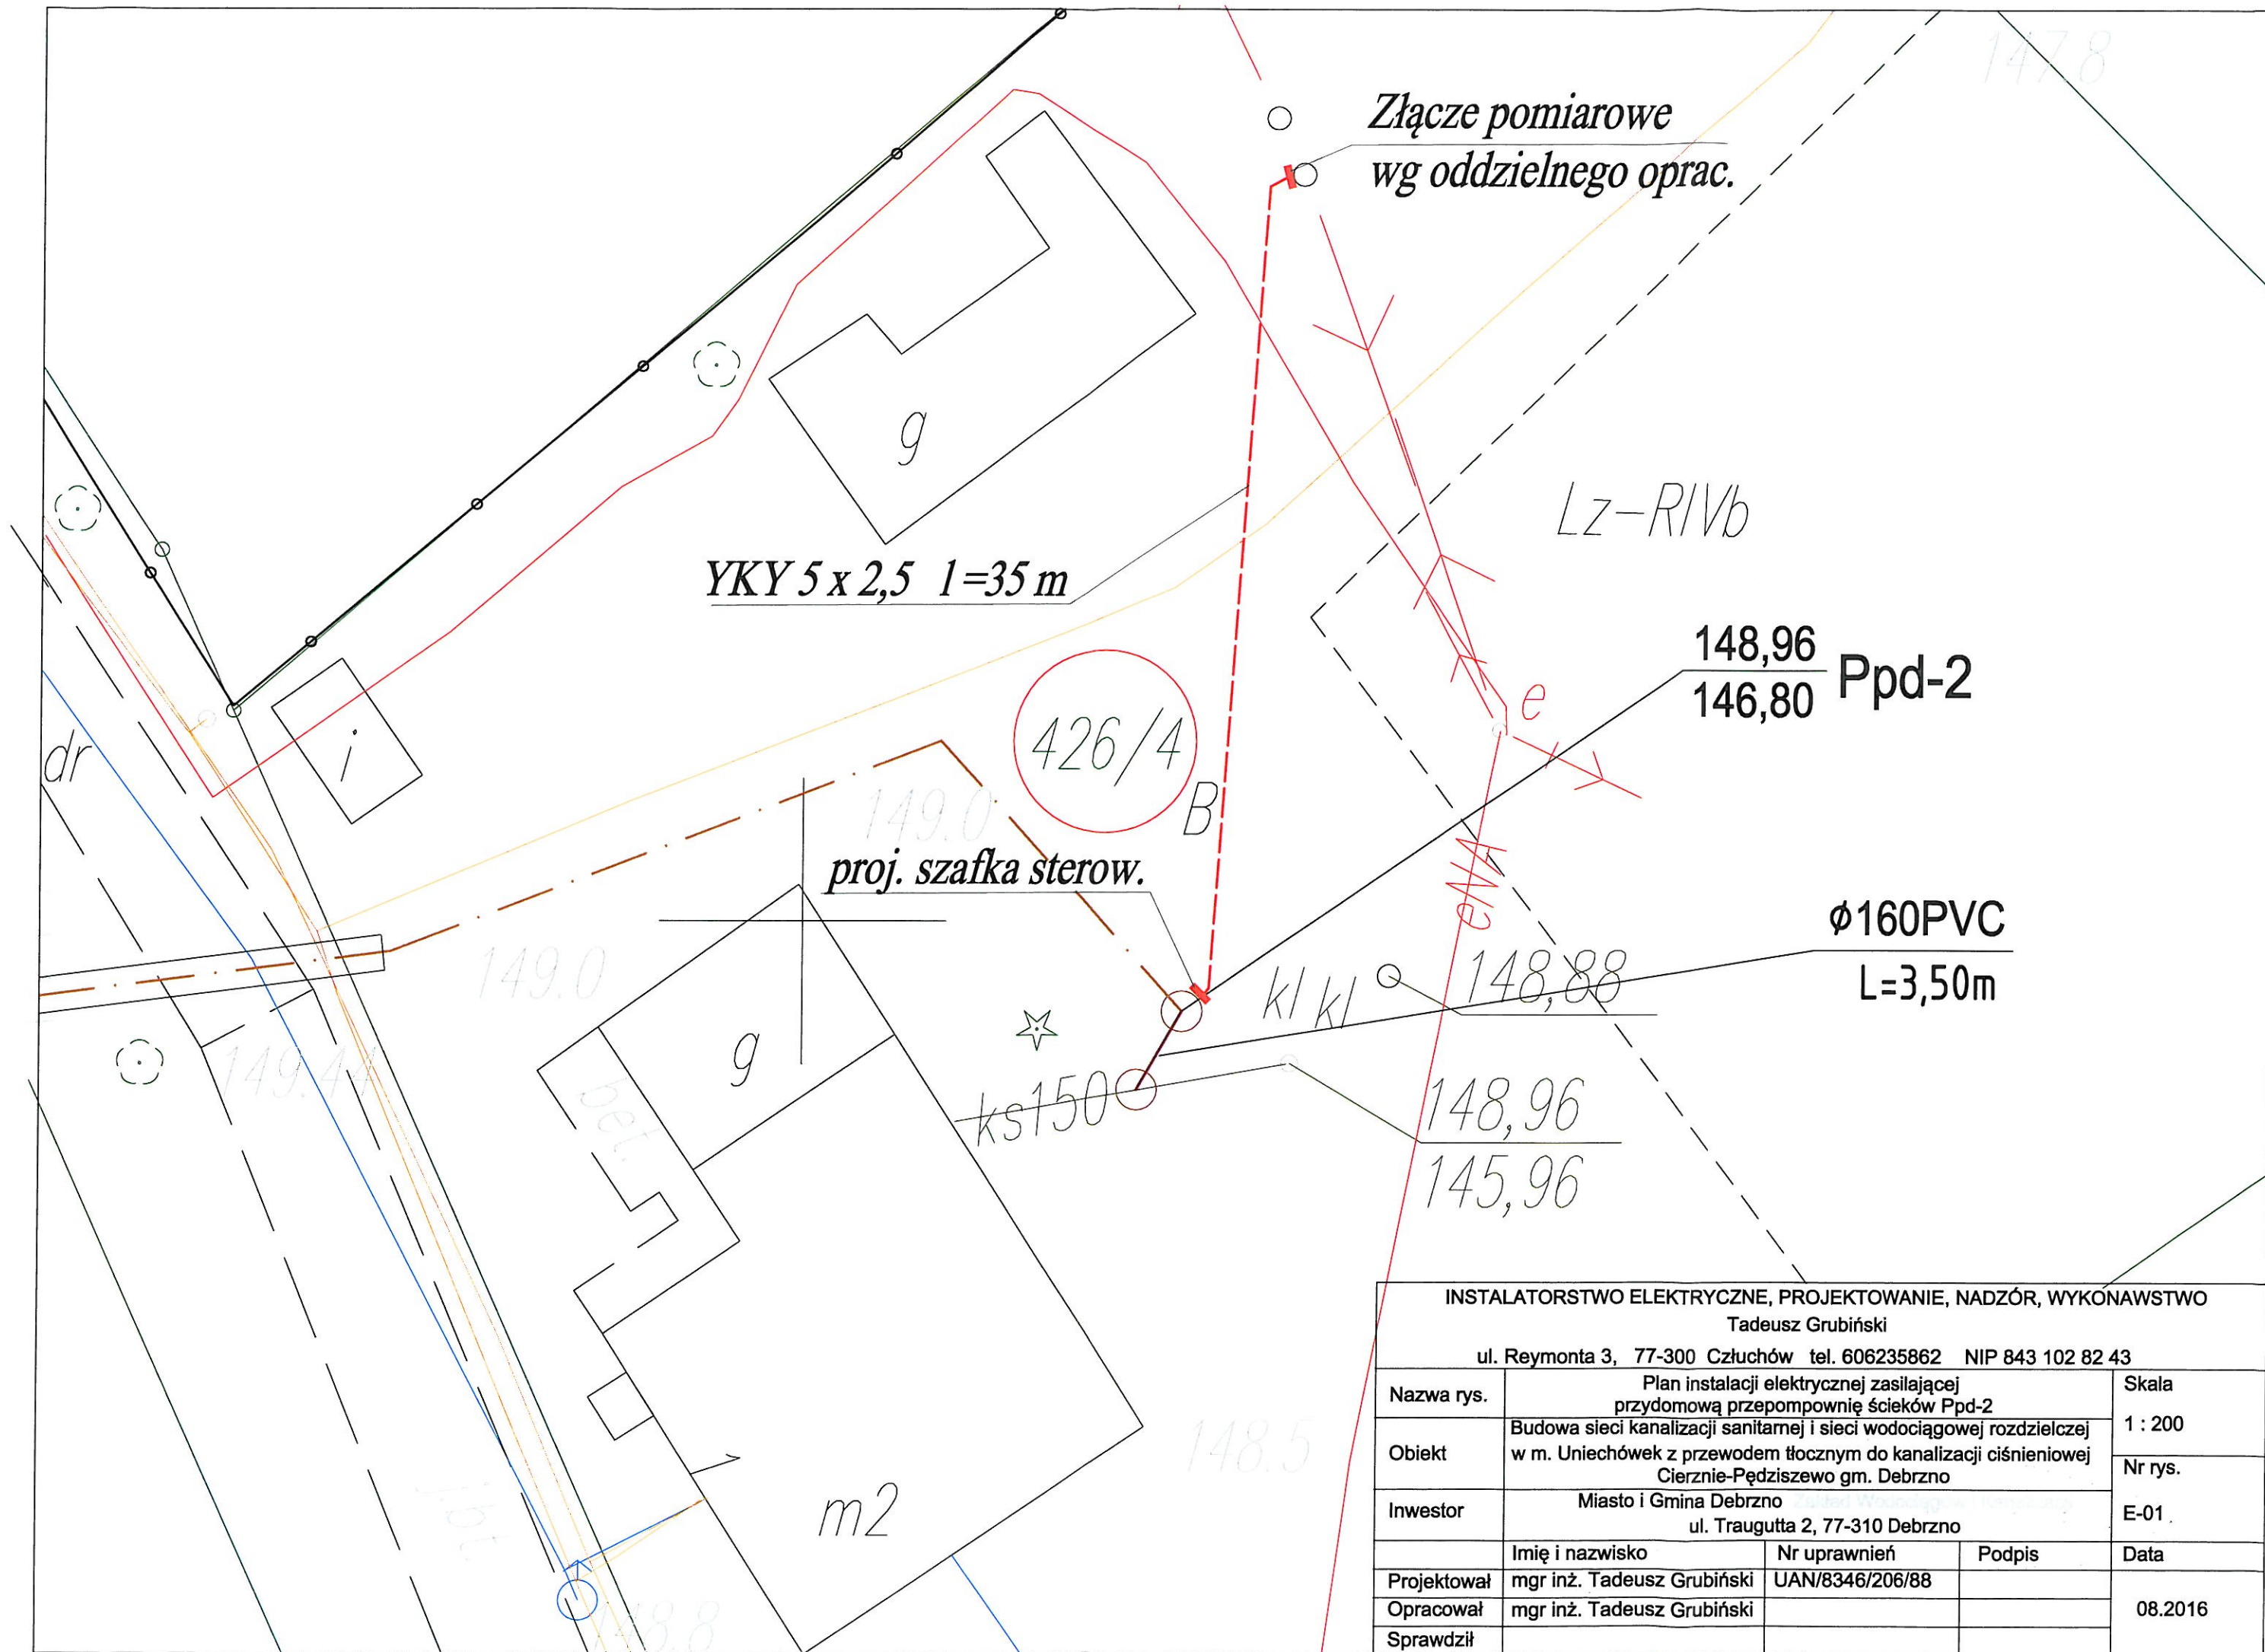 147.8
Złącze pomiarowe
wg oddzielnego oprac.
g
Lz-RIVb
YKY 5 x 2,5 l=35 m
148,96
146,80
Ppd-2
e
426/4
dr
i
149.0
B
proj. szafka sterow.
eNA
ϕ160PVC
L=3,50m
149.0
kl kl
148,88
g
149.44
bet.
ks150
148,96
145,96
148.5
m2
jbt.
148.8
INSTALATORSTWO ELEKTRYCZNE, PROJEKTOWANIE, NADZÓR, WYKONAWSTWO
Tadeusz Grubiński
ul. Reymonta 3, 77-300 Człuchów tel. 606235862 NIP 843 102 82 43
Nazwa rys.
Plan instalacji elektrycznej zasilającej
przydomową przepompownię ścieków Ppd-2
Skala
1 : 200
Obiekt
Budowa sieci kanalizacji sanitarnej i sieci wodociągowej rozdzielczej
w m. Uniechówek z przewodem tłocznym do kanalizacji ciśnieniowej
Cierznie-Pędziszewo gm. Debrzno
Nr rys.
E-01
Inwestor
Miasto i Gmina Debrzno
ul. Traugutta 2, 77-310 Debrzno
Imię i nazwisko Nr uprawnień Podpis Data
Projektował mgr inż. Tadeusz Grubiński UAN/8346/206/88
Opracował mgr inż. Tadeusz Grubiński
08.2016
Sprawdził